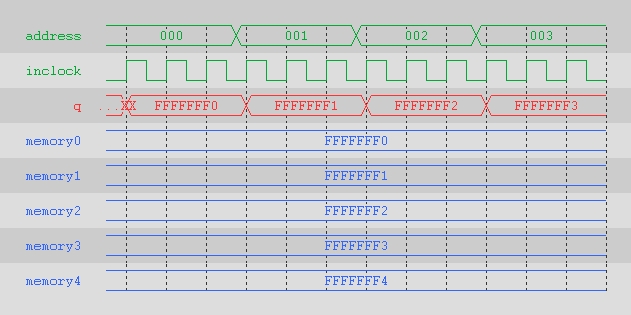 address 000 001 002 003
inclock
q ...XX FFFFFFF0 FFFFFFF1 FFFFFFF2 FFFFFFF3
memory0 FFFFFFF0
memory1 FFFFFFF1
memory2 FFFFFFF2
memory3 FFFFFFF3
memory4 FFFFFFF4